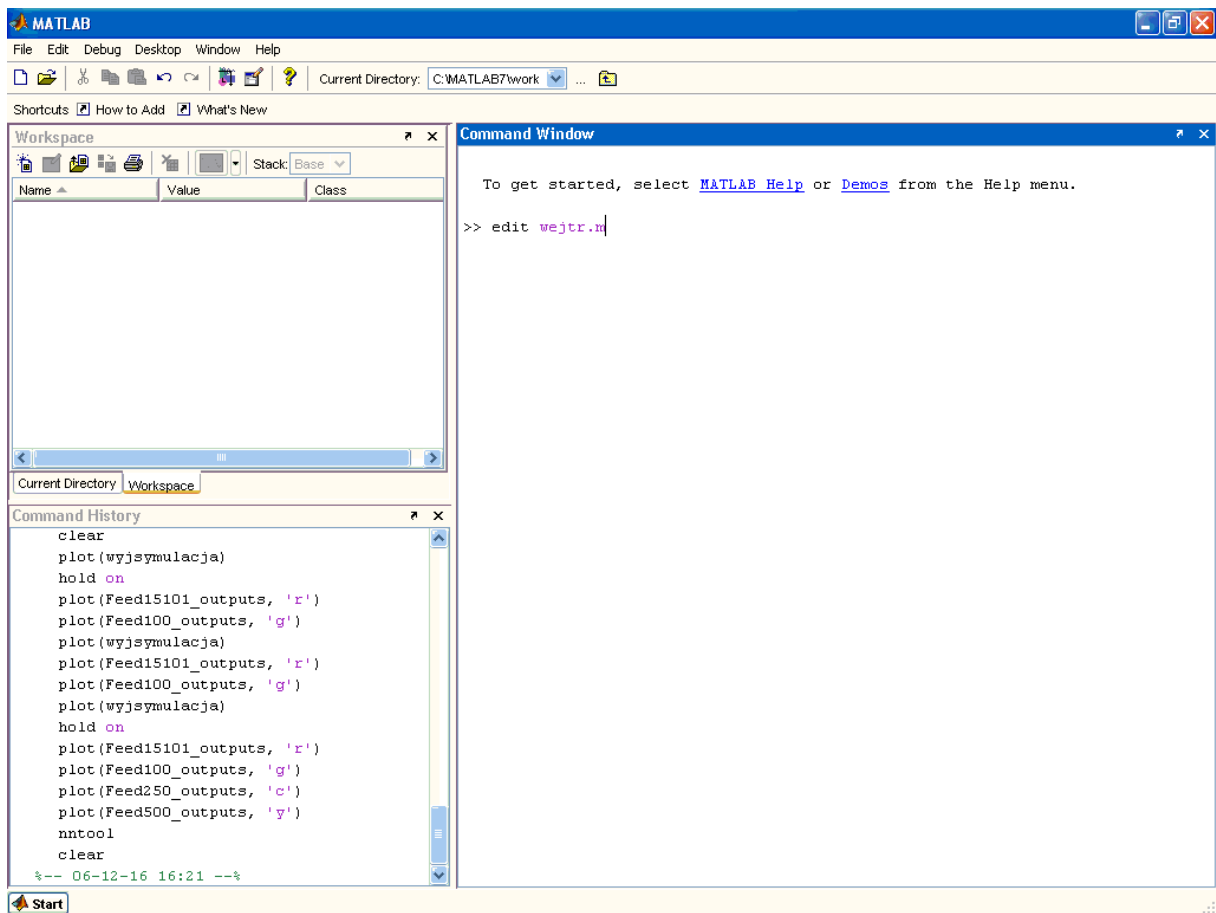 MATLAB
File Edit Debug Desktop Window Help
Current Directory: C:\MATLAB7\work ...
Shortcuts How to Add What's New
Workspace
Stack: Base
Name Value Class
Current Directory Workspace
Command History
clear
plot(wyjsymulacja)
hold on
plot(Feed15101_outputs, 'r')
plot(Feed100_outputs, 'g')
plot(wyjsymulacja)
plot(Feed15101_outputs, 'r')
plot(Feed100_outputs, 'g')
plot(wyjsymulacja)
hold on
plot(Feed15101_outputs, 'r')
plot(Feed100_outputs, 'g')
plot(Feed250_outputs, 'c')
plot(Feed500_outputs, 'y')
nntool
clear
%-- 06-12-16 16:21 --%
Command Window
To get started, select MATLAB Help or Demos from the Help menu.
>> edit wejtr.m
Start